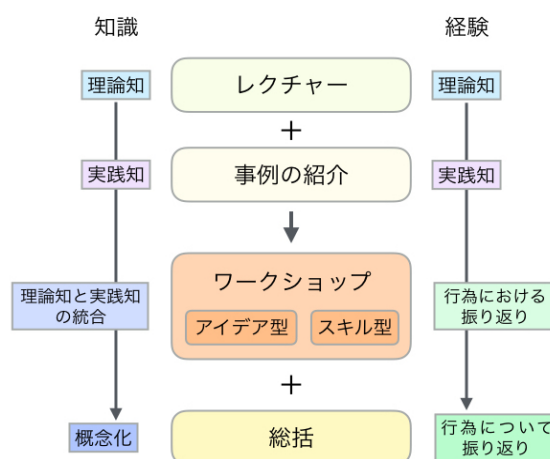 知識
経験
理論知
レクチャー
理論知
+
実践知
事例の紹介
実践知
ワークショップ
アイデア型
スキル型
理論知と実践知
の統合
行為における
振り返り
+
概念化
総括
行為について
振り返り